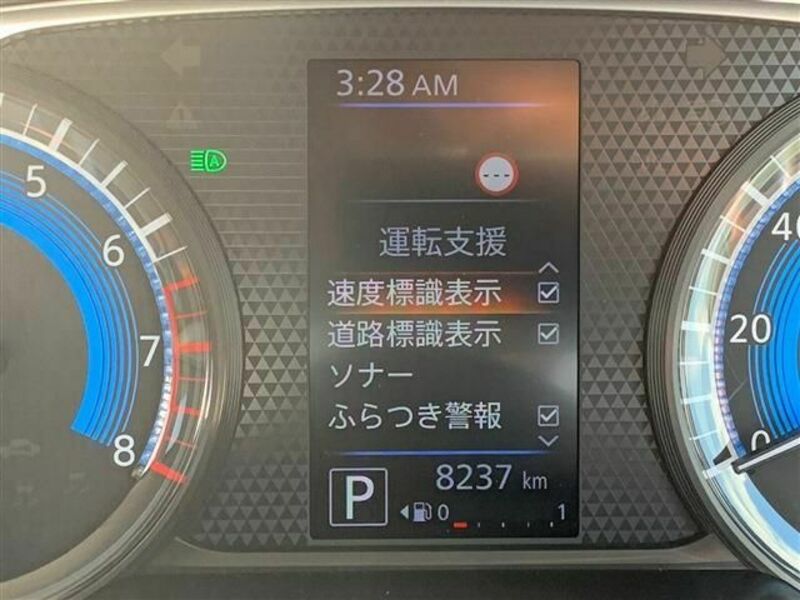 3:28 AM
---
運転支援
速度標識表示
道路標識表示
ソナー
ふらつき警報
P
8237 km
0 1
5
6
7
8
40
20
0
A